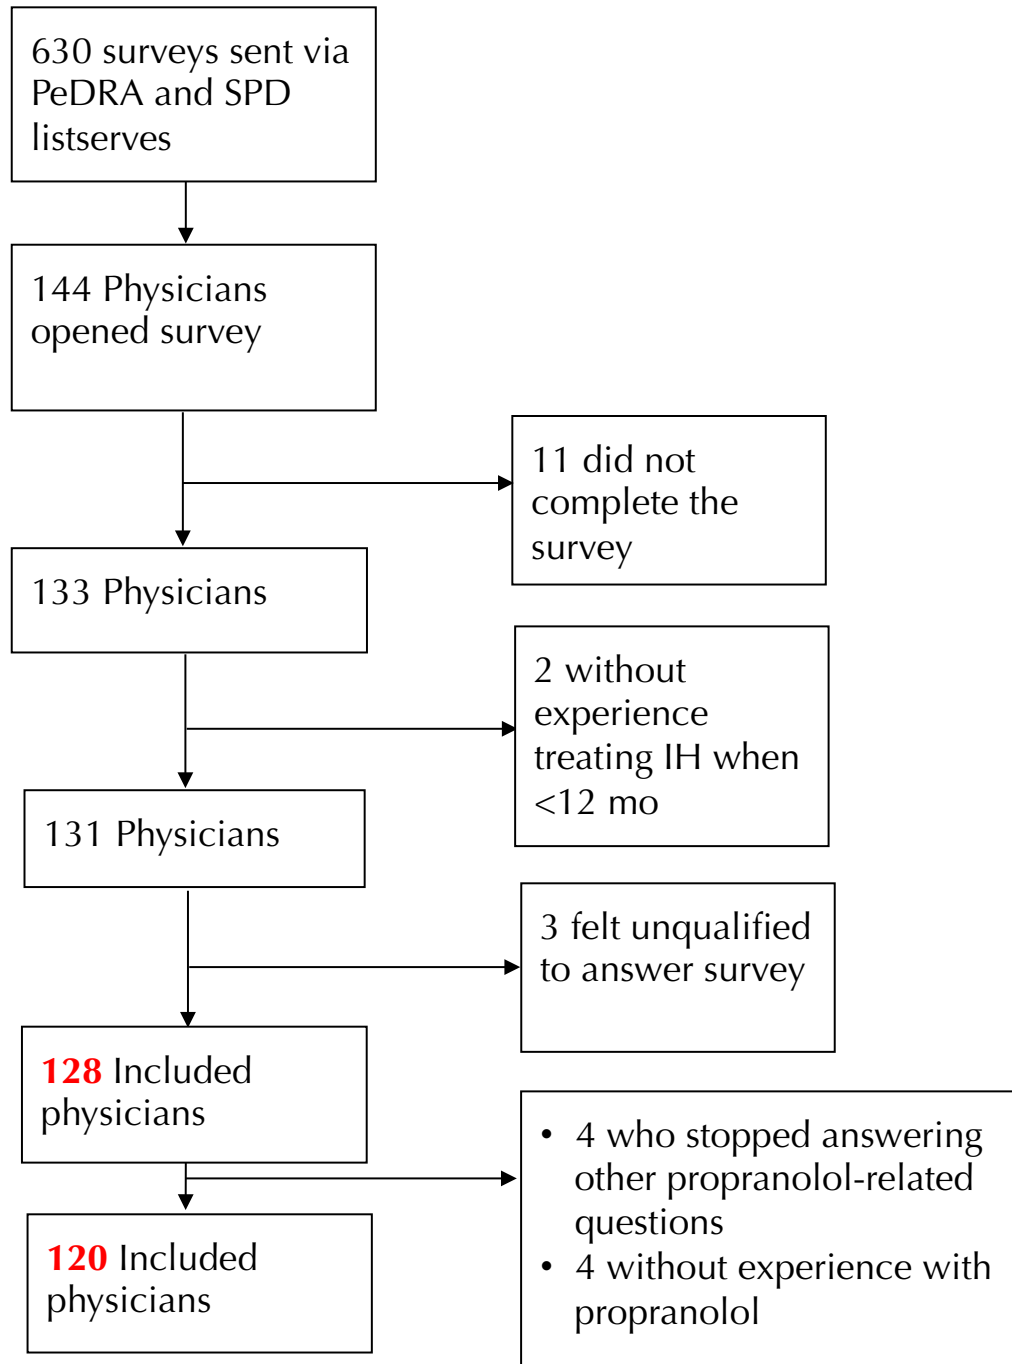 630 surveys sent via
PeDRA and SPD
listserves
144 Physicians
opened survey
11 did not
complete the
survey
133 Physicians
2 without
experience
treating IH when
<12 mo
131 Physicians
3 felt unqualified
to answer survey
128 Included
physicians
• 4 who stopped answering
other propranolol-related
questions
• 4 without experience with
propranolol
120 Included
physicians